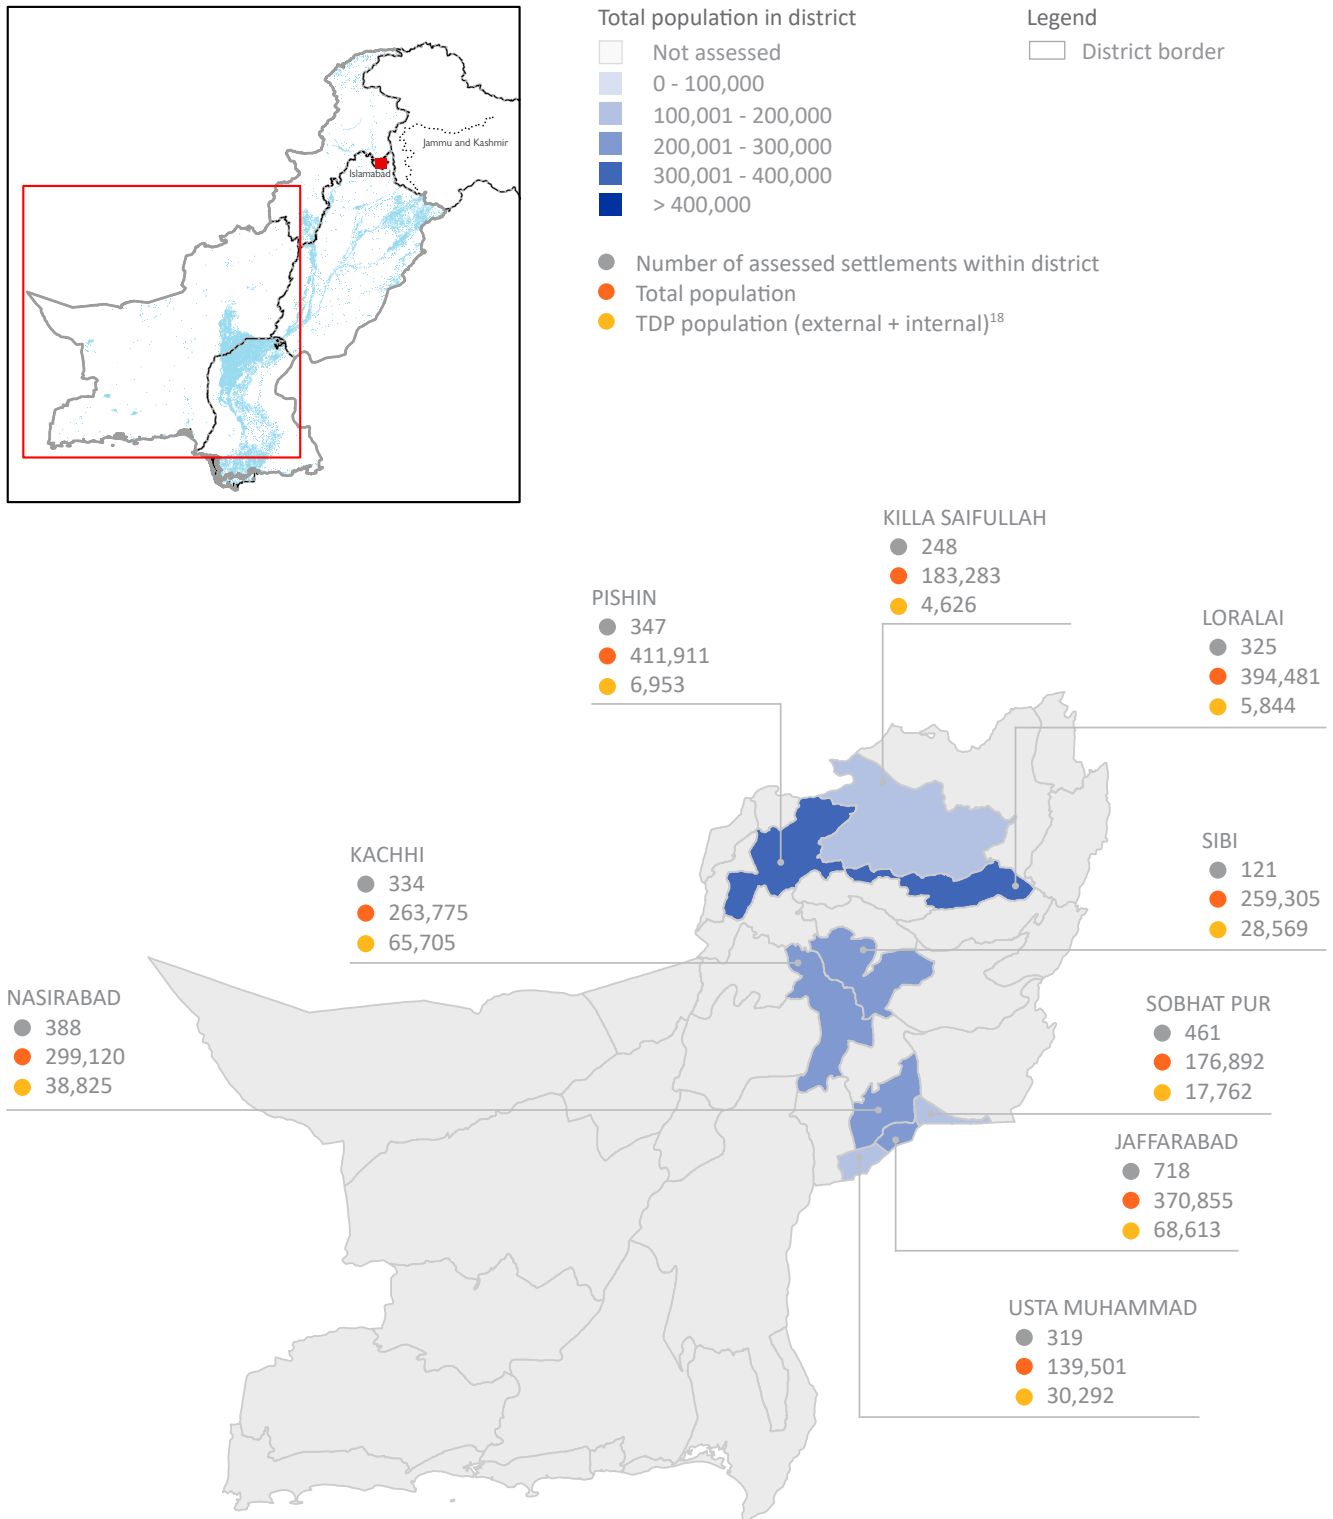 Jammu and Kashmir
Islamabad
Total population in district
Not assessed
0 - 100,000
100,001 - 200,000
200,001 - 300,000
300,001 - 400,000
> 400,000
Legend
District border
Number of assessed settlements within district
Total population
TDP population (external + internal)18
KILLA SAIFULLAH
248
183,283
4,626
PISHIN
347
411,911
6,953
LORALAI
325
394,481
5,844
KACHHI
334
263,775
65,705
SIBI
121
259,305
28,569
NASIRABAD
388
299,120
38,825
SOBHAT PUR
461
176,892
17,762
JAFFARABAD
718
370,855
68,613
USTA MUHAMMAD
319
139,501
30,292